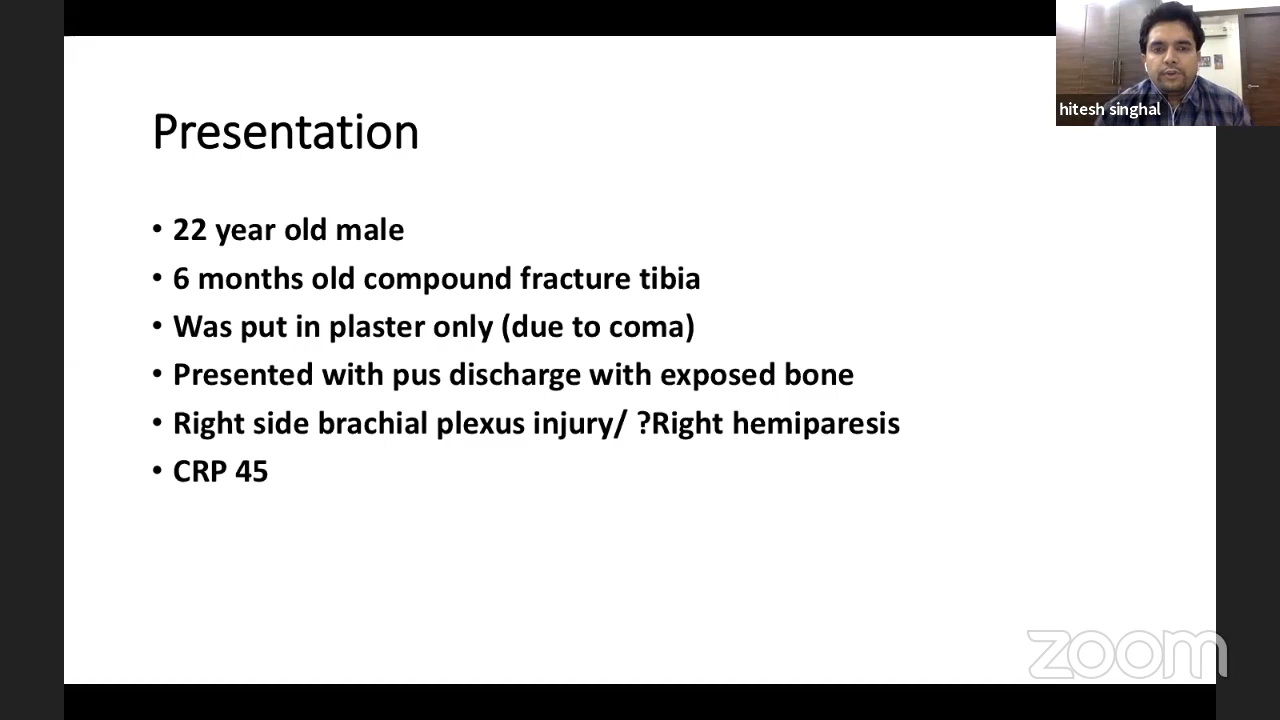 hitesh singhal
Presentation
• 22 year old male
• 6 months old compound fracture tibia
• Was put in plaster only (due to coma)
• Presented with pus discharge with exposed bone
• Right side brachial plexus injury/ ?Right hemiparesis
• CRP 45
zoom